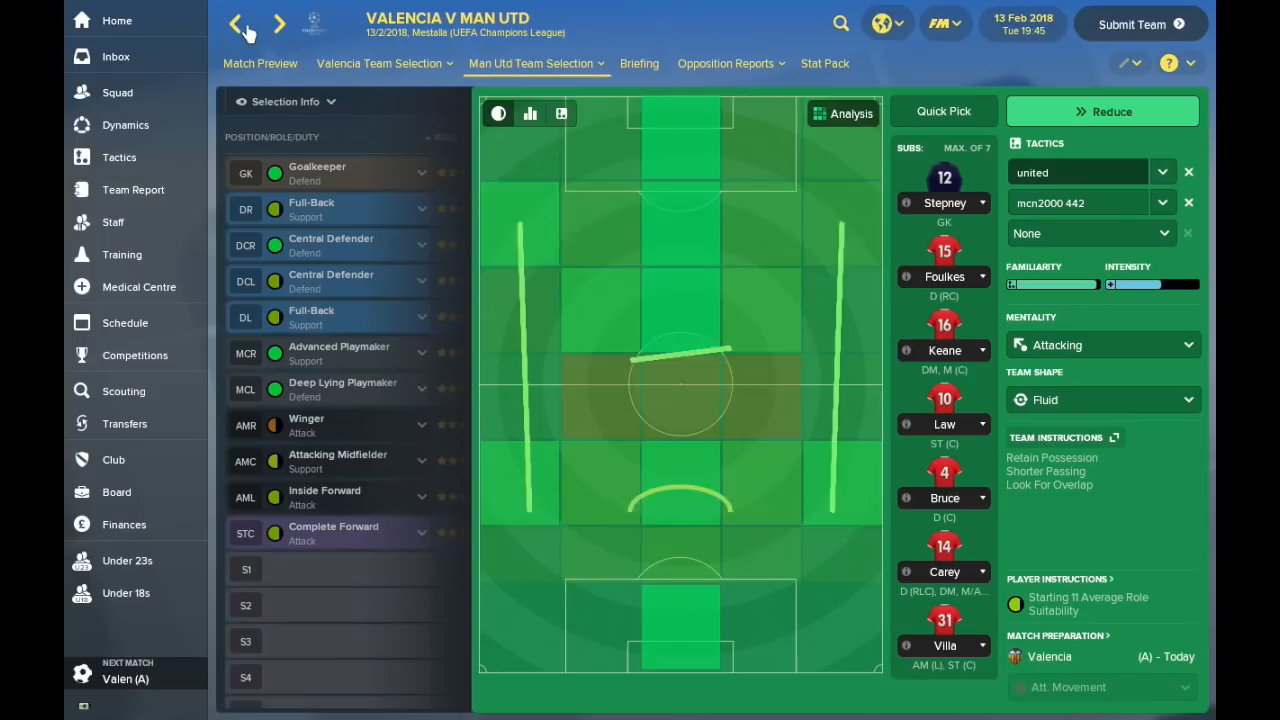 Home
Inbox
Squad
Dynamics
Tactics
Team Report
Staff
Training
Medical Centre
Schedule
Competitions
Scouting
Transfers
Club
Board
Finances
U23
Under 23s
U18
Under 18s
NEXT MATCH
Valen (A)
VALENCIA V MAN UTD
13/2/2018, Mestalla (UEFA Champions League)
FM
13 Feb 2018
Tue 19:45
Submit Team
Match Preview
Valencia Team Selection
Man Utd Team Selection
Briefing
Opposition Reports
Stat Pack
?
Selection Info
POSITION/ROLE/DUTY
GK Goalkeeper
Defend
DR Full-Back
Support
DCR Central Defender
Defend
DCL Central Defender
Defend
DL Full-Back
Support
MCR Advanced Playmaker
Support
MCL Deep Lying Playmaker
Defend
AMR Winger
Attack
AMC Attacking Midfielder
Support
AML Inside Forward
Attack
STC Complete Forward
Attack
S1
S2
S3
S4
Analysis
Quick Pick
SUBS: MAX. OF 7
12
Stepney
GK
15
Foulkes
D (RC)
16
Keane
DM, M (C)
10
Law
ST (C)
4
Bruce
D (C)
14
Carey
D (RLC), DM, M/A...
31
Villa
AM (L), ST (C)
Reduce
TACTICS
united
mcn2000 442
None
FAMILIARITY INTENSITY
MENTALITY
Attacking
TEAM SHAPE
Fluid
TEAM INSTRUCTIONS
Retain Possession
Shorter Passing
Look For Overlap
PLAYER INSTRUCTIONS >
Starting 11 Average Role
Suitability
MATCH PREPARATION >
Valencia (A) - Today
Att. Movement